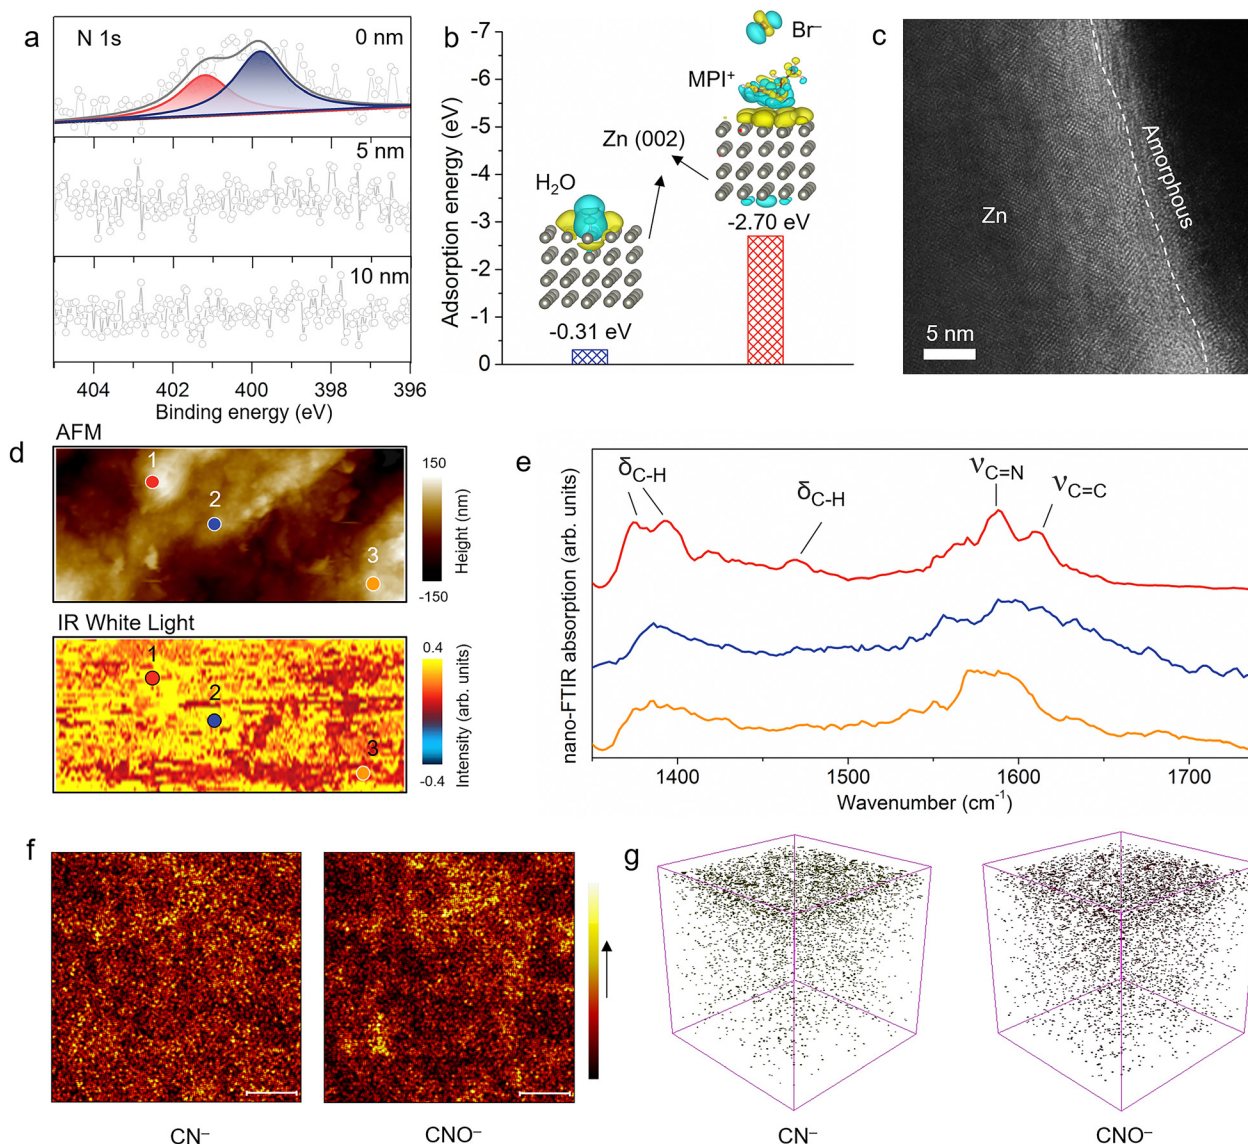 a
N 1s
0 nm
5 nm
10 nm
404
402
400
398
396
Binding energy (eV)
b
Adsorption energy (eV)
-7
-6
-5
-4
-3
-2
-1
0
Br⁻
MPI⁺
Zn (002)
H₂O
-2.70 eV
-0.31 eV
c
Zn
Amorphous
5 nm
d
AFM
1
2
3
150
-150
Height (nm)
IR White Light
1
2
3
0.4
-0.4
Intensity (arb. units)
e
nano-FTIR absorption (arb. units)
δC-H
δC-H
νC=N
νC=C
1400
1500
1600
1700
Wavenumber (cm⁻¹)
f
CN⁻
CNO⁻
g
CN⁻
CNO⁻